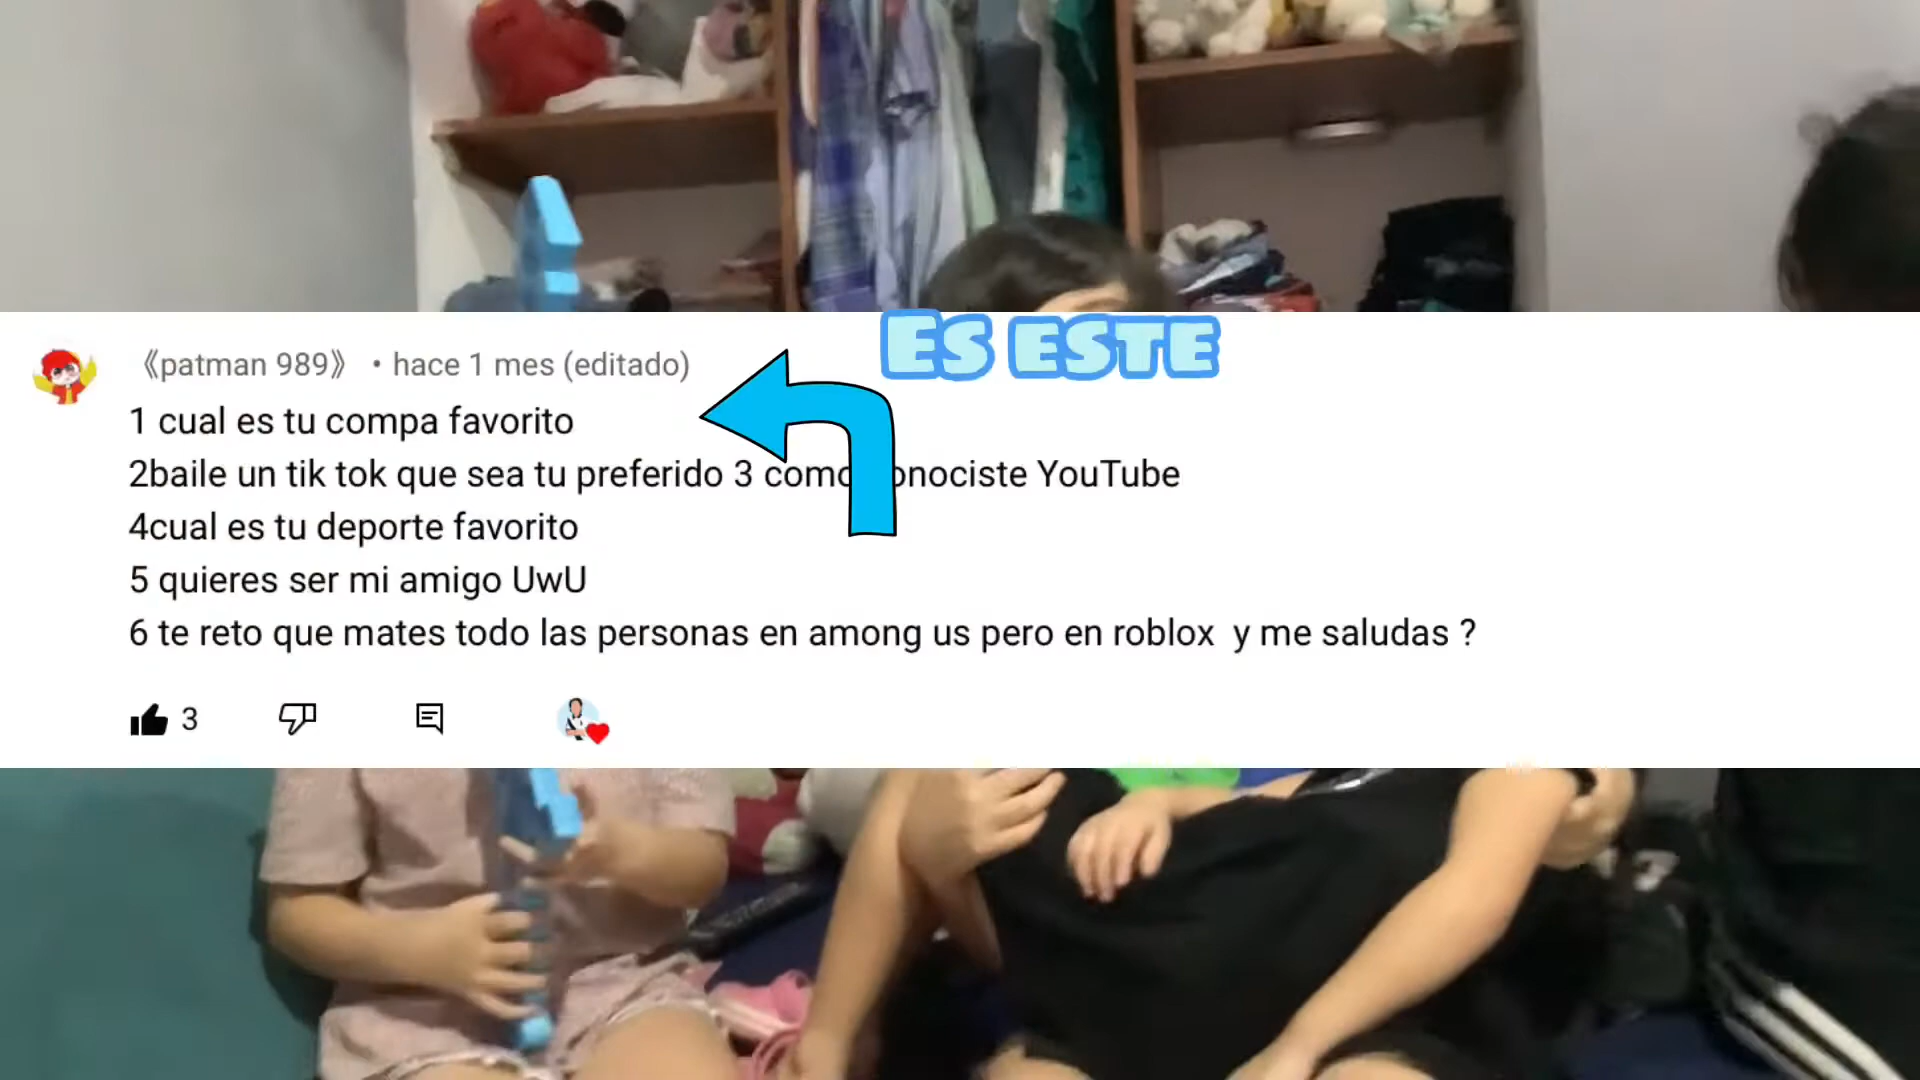 ES ESTE
《patman 989》 • hace 1 mes (editado)
1 cual es tu compa favorito
2baile un tik tok que sea tu preferido 3 como conociste YouTube
4cual es tu deporte favorito
5 quieres ser mi amigo UwU
6 te reto que mates todo las personas en among us pero en roblox y me saludas ?
3